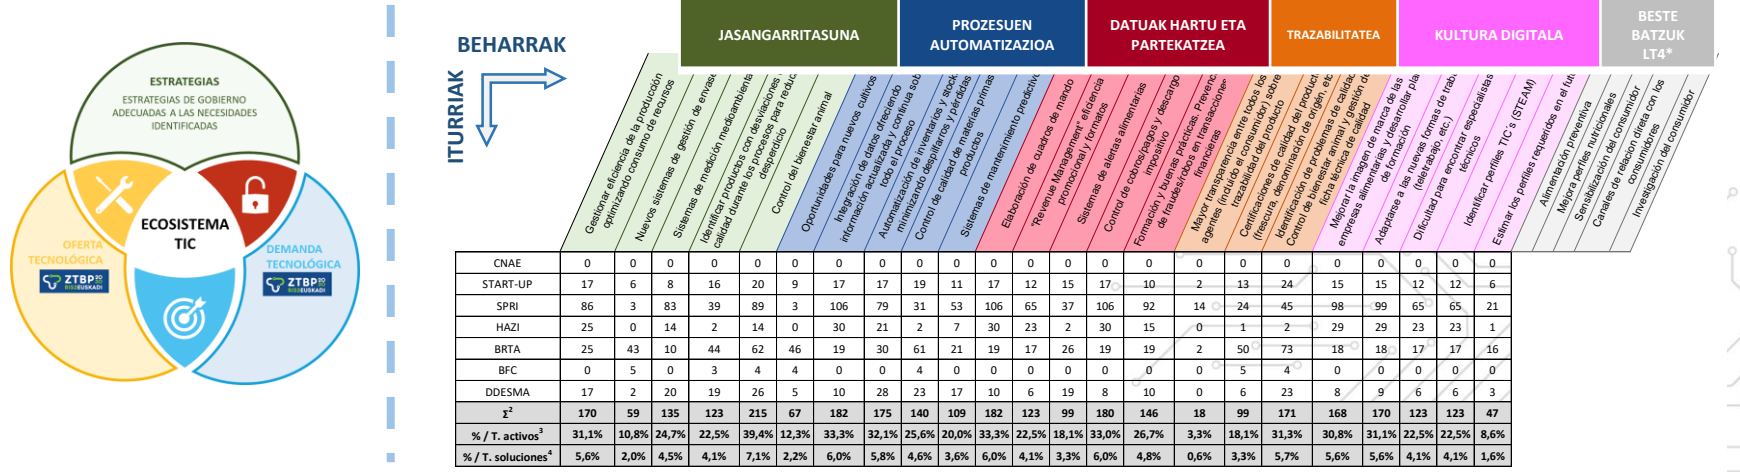 ESTRATEGIAS
ESTRATEGIAS DE GOBIERNO
ADECUADAS A LAS NECESIDADES
IDENTIFICADAS
ECOSISTEMA
TIC
OFERTA
TECNOLÓGICA
ZTBP
EUSKADI
DEMANDA
TECNOLÓGICA
ZTBP
EUSKADI
BEHARRAK
ITURRIAK
JASANGARRITASUNA
PROZESUEN
AUTOMATIZAZIOA
DATUAK HARTU ETA
PARTEKATZEA
TRAZABILITATEA
KULTURA DIGITALA
BESTE
BATZUK
LT4*
Gestionar eficiencia de la producción
optimizando consumo de recursos
Nuevos sistemas de gestión de
Sistemas de medición
Identificar productos con desviaciones
calidad durante los procesos para
desperdicio
Control del bienestar animal
Oportunidades para nuevos cultivos
Integración de datos ofreciendo
información actualizada y continua
todo el proceso
Automatización de inventarios y
minimizando despilfarros y pérdidas
Control de calidad de materias primas
productos
Sistemas de mantenimiento
Elaboración de cuadros de mando
"Revenue Management" eficiencia
promocional y formatos
Sistemas de alertas alimentarias
Control de cobros/pagos y descargo
impositivo
Formación y buenas prácticas.
de fraudes/robos en transacciones
financieras
Mayor transparencia entre todos los
agentes (incluido el consumidor) sobre
trazabilidad del producto
Certificaciones de calidad del
(frescura, denominación de origen,
Identificación de problemas de
Control de bienestar animal y gestión de
ficha técnica de calidad
Mejorar la imagen de marca de las
empresas alimentarias y desarrollar
de formación
Adaptarse a las nuevas formas de
(teletrabajo, etc.)
Dificultad para encontrar especialistas
técnicos
Identificar perfiles TIC´s (STEAM)
Estimar los perfiles requeridos en el
Alimentación preventiva
Mejora perfiles nutricionales
Sensibilización del consumidor
Canales de relación directa con los
consumidores
Investigación del consumidor
CNAE 0 0 0 0 0 0 0 0 0 0 0 0 0 0 0 0 0 0 0 0 0 0 0
START-UP 17 6 8 16 20 9 17 17 19 11 17 12 15 17 10 2 13 24 15 15 12 12 6
SPRI 86 3 83 39 89 3 106 79 31 53 106 65 37 106 92 14 24 45 98 99 65 65 21
HAZI 25 0 14 2 14 0 30 21 2 7 30 23 2 30 15 0 1 2 29 29 23 23 1
BRTA 25 43 10 44 62 46 19 30 61 21 19 17 26 19 19 2 50 73 18 18 17 17 16
BFC 0 5 0 3 4 4 0 0 4 0 0 0 0 0 0 0 5 4 0 0 0 0 0
DDESMA 17 2 20 19 26 5 10 28 23 17 10 6 19 8 10 0 6 23 8 9 6 6 3
Σ² 170 59 135 123 215 67 182 175 140 109 182 123 99 180 146 18 99 171 168 170 123 123 47
% / T. activos³ 31,1% 10,8% 24,7% 22,5% 39,4% 12,3% 33,3% 32,1% 25,6% 20,0% 33,3% 22,5% 18,1% 33,0% 26,7% 3,3% 18,1% 31,3% 30,8% 31,1% 22,5% 22,5% 8,6%
% / T. soluciones⁴ 5,6% 2,0% 4,5% 4,1% 7,1% 2,2% 6,0% 5,8% 4,6% 3,6% 6,0% 4,1% 3,3% 6,0% 4,8% 0,6% 3,3% 5,7% 5,6% 5,6% 4,1% 4,1% 1,6%